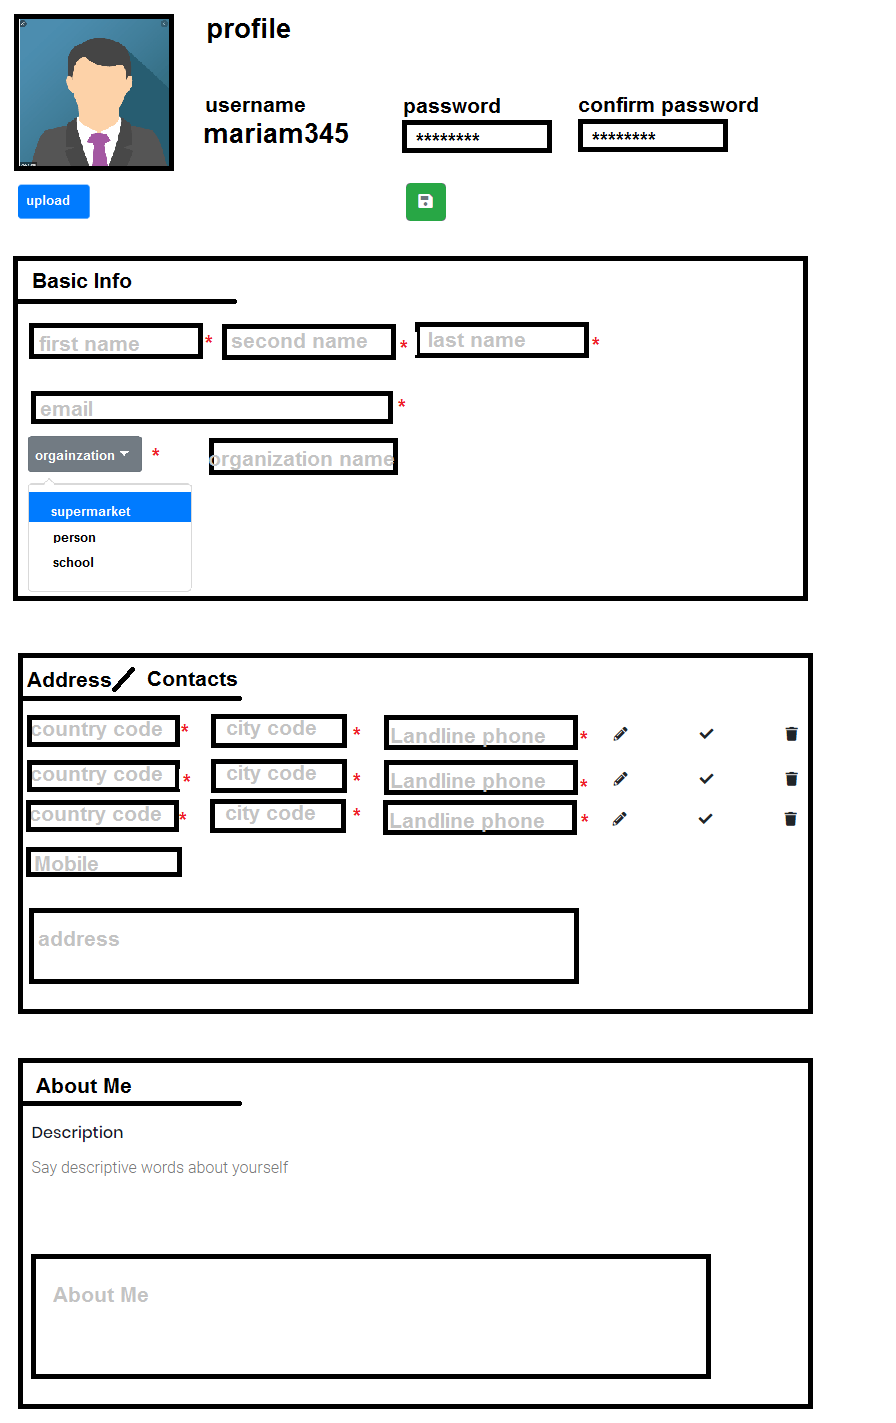 profile
username password confirm password
mariam345 ******** ********
upload
Basic Info
first name * second name * last name *
email *
orgainzation * organization name
supermarket
person
school
Address/ Contacts
country code * city code * Landline phone *
country code * city code * Landline phone *
country code * city code * Landline phone *
Mobile
address
About Me
Description
Say descriptive words about yourself
About Me